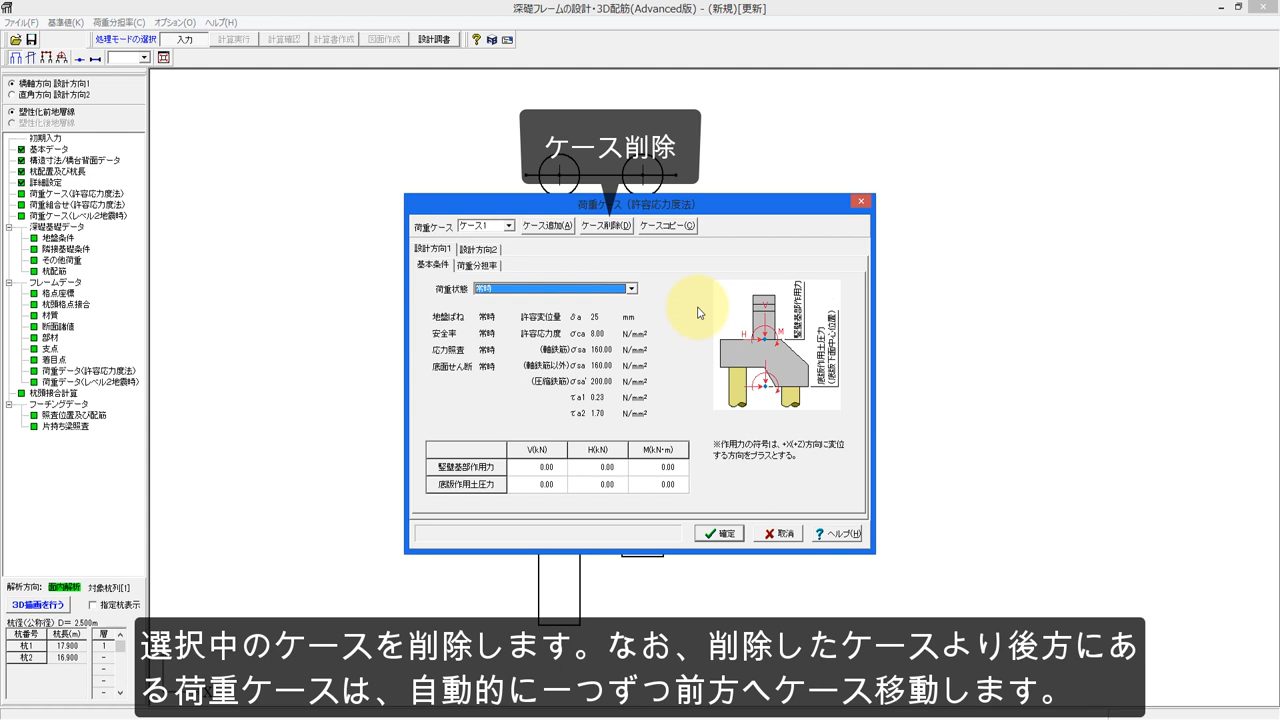 深礎フレームの設計・3D配筋(Advanced版) - (新規)[更新]
ファイル(F) 基準値(K) 荷重分担率(C) オプション(O) ヘルプ(H)
処理モードの選択 入力 計算実行 計算確認 計算書作成 図面作成 設計調書
橋軸方向 設計方向1
直角方向 設計方向2
塑性化前地層線
塑性化後地層線
初期入力
基本データ
構造寸法/橋台背面データ
杭配置及び杭長
詳細設定
荷重ケース(許容応力度法)
荷重組合せ(許容応力度法)
荷重ケース(レベル2地震時)
深礎基礎データ
地盤条件
隣接基礎条件
その他荷重
杭配筋
フレームデータ
格点座標
杭頭格点接合
材質
断面諸値
部材
支点
着目点
荷重データ(許容応力度法)
荷重データ(レベル2地震時)
杭頭接合計算
フーチングデータ
照査位置及び配筋
片持ち梁照査
解析方向: 面内解析 対象杭列[1]
3D描画を行う 指定杭表示
杭径(公称径) D= 2.500m
杭番号 杭長(m) 層
杭1 17.900 1
杭2 16.900 -
-
-
-
ケース削除
荷重ケース(許容応力度法)
荷重ケース ケース1 ケース追加(A) ケース削除(D) ケースコピー(C)
設計方向1 設計方向2
基本条件 荷重分担率
荷重状態 常時
地盤ばね 常時 許容変位量 δa 25 mm
安全率 常時 許容応力度 σca 8.00 N/mm²
応力照査 常時 (軸鉄筋)σsa 160.00 N/mm²
底面せん断 常時 (軸鉄筋以外)σsa 160.00 N/mm²
(圧縮鉄筋)σsa' 200.00 N/mm²
τa1 0.23 N/mm²
τa2 1.70 N/mm²
V
H M
竪壁基部作用力
底版作用土圧力
(底版下面中心位置)
V(kN) H(kN) M(kN・m)
竪壁基部作用力 0.00 0.00 0.00
底版作用土圧力 0.00 0.00 0.00
※作用力の符号は、+X(+Z)方向に変位
する方向をプラスとする。
確定 取消 ヘルプ(H)
選択中のケースを削除します。なお、削除したケースより後方にあ
る荷重ケースは、自動的に一つずつ前方へケース移動します。